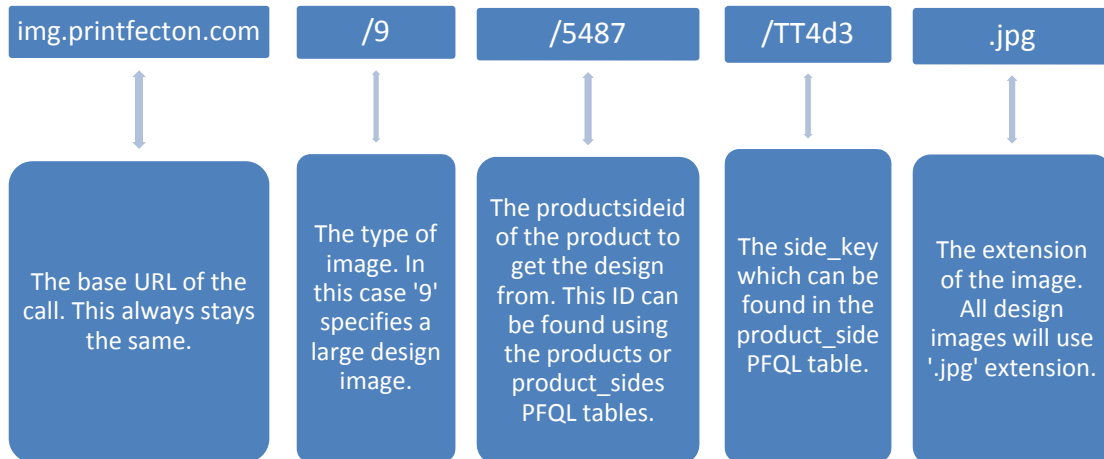 img.printfecton.com
/9
/5487
/TT4d3
.jpg
The base URL of the
call. This always stays
the same.
The type of
image. In
this case '9'
specifies a
large design
image.
The productsideid
of the product to
get the design
from. This ID can
be found using
the products or
product_sides
PFQL tables.
The side_key
which can be
found in the
product_side
PFQL table.
The extension
of the image.
All design
images will use
'.jpg' extension.